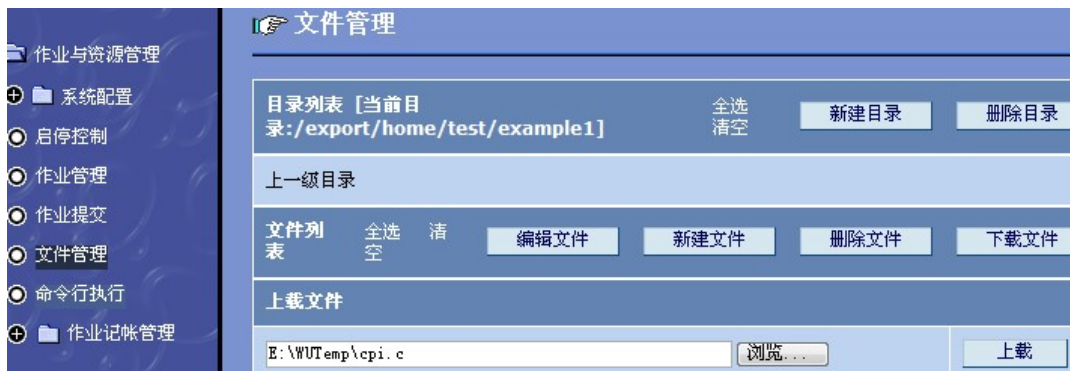 作业与资源管理
系统配置
启停控制
作业管理
作业提交
文件管理
命令行执行
作业记帐管理
文件管理
目录列表 [当前目
录:/export/home/test/example1]
全选
清空
新建目录
删除目录
上一级目录
文件列
表
全选 清
空
编辑文件
新建文件
删除文件
下载文件
上载文件
E:\WUTemp\cpi.c
浏览...
上载